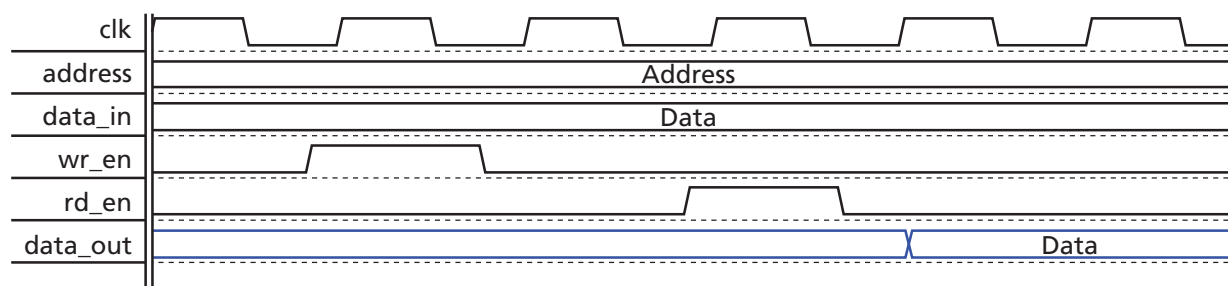 clk
address Address
data_in Data
wr_en
rd_en
data_out Data